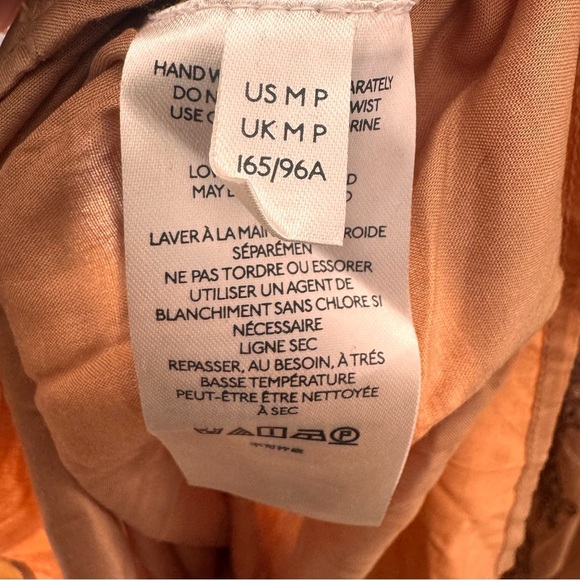 US M P
UK M P
165/96A
HAND W ARATELY
DO N WIST
USE RINE
LO D
MAY D
LAVER À LA MAI ROIDE
SÉPARÉMEN
NE PAS TORDRE OU ESSORER
UTILISER UN AGENT DE
BLANCHIMENT SANS CHLORE SI
NÉCESSAIRE
LIGNE SEC
REPASSER, AU BESOIN, À TRÉS
BASSE TEMPÉRATURE
PEUT-ÊTRE ÊTRE NETTOYÉE
À SEC